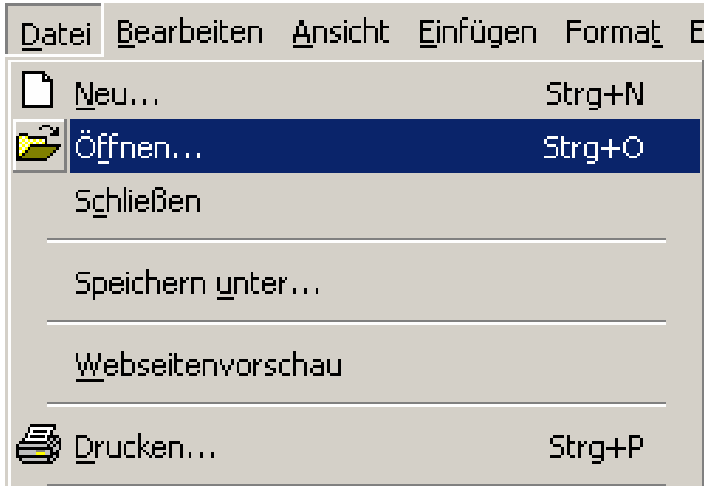 Datei Bearbeiten Ansicht Einfügen Format E
Neu... Strg+N
Öffnen... Strg+O
Schließen
Speichern unter...
Webseitenvorschau
Drucken... Strg+P